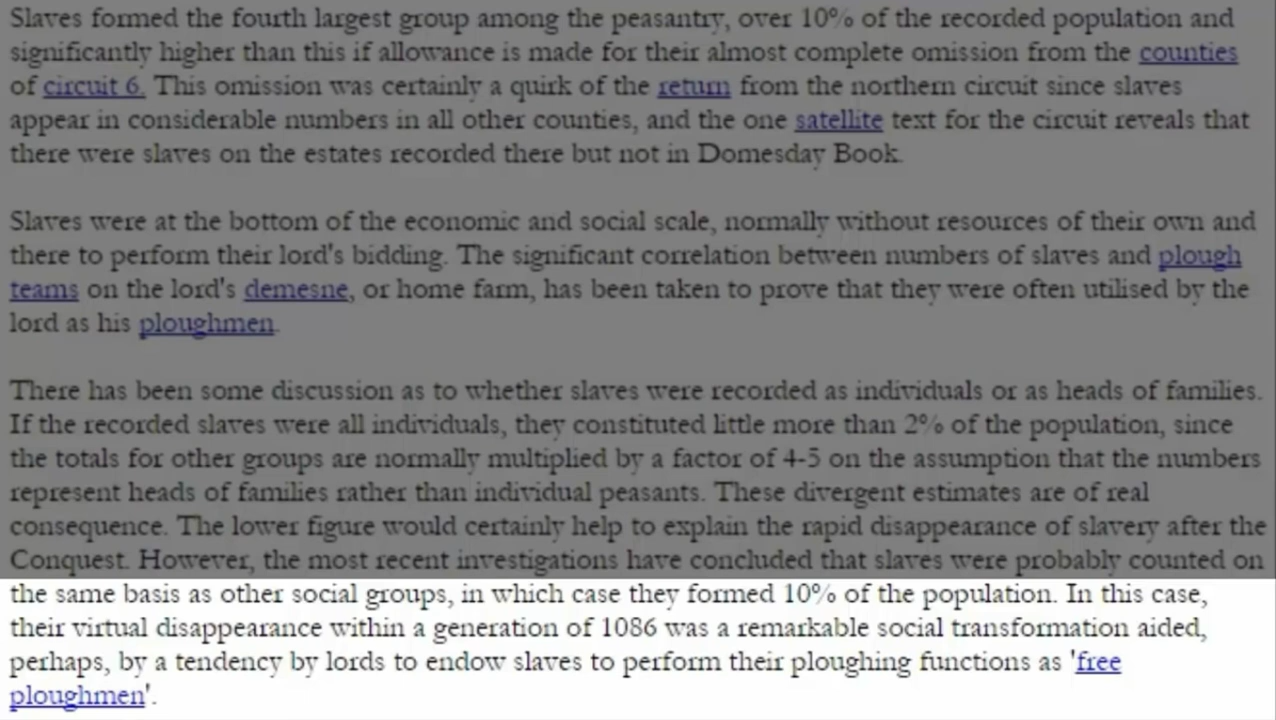 Slaves formed the fourth largest group among the peasantry, over 10% of the recorded population and
significantly higher than this if allowance is made for their almost complete omission from the counties
of circuit 6. This omission was certainly a quirk of the return from the northern circuit since slaves
appear in considerable numbers in all other counties, and the one satellite text for the circuit reveals that
there were slaves on the estates recorded there but not in Domesday Book.
Slaves were at the bottom of the economic and social scale, normally without resources of their own and
there to perform their lord's bidding. The significant correlation between numbers of slaves and plough
teams on the lord's demesne, or home farm, has been taken to prove that they were often utilised by the
lord as his ploughmen.
There has been some discussion as to whether slaves were recorded as individuals or as heads of families.
If the recorded slaves were all individuals, they constituted little more than 2% of the population, since
the totals for other groups are normally multiplied by a factor of 4-5 on the assumption that the numbers
represent heads of families rather than individual peasants. These divergent estimates are of real
consequence. The lower figure would certainly help to explain the rapid disappearance of slavery after the
Conquest. However, the most recent investigations have concluded that slaves were probably counted on
the same basis as other social groups, in which case they formed 10% of the population. In this case,
their virtual disappearance within a generation of 1086 was a remarkable social transformation aided,
perhaps, by a tendency by lords to endow slaves to perform their ploughing functions as 'free
ploughmen'.